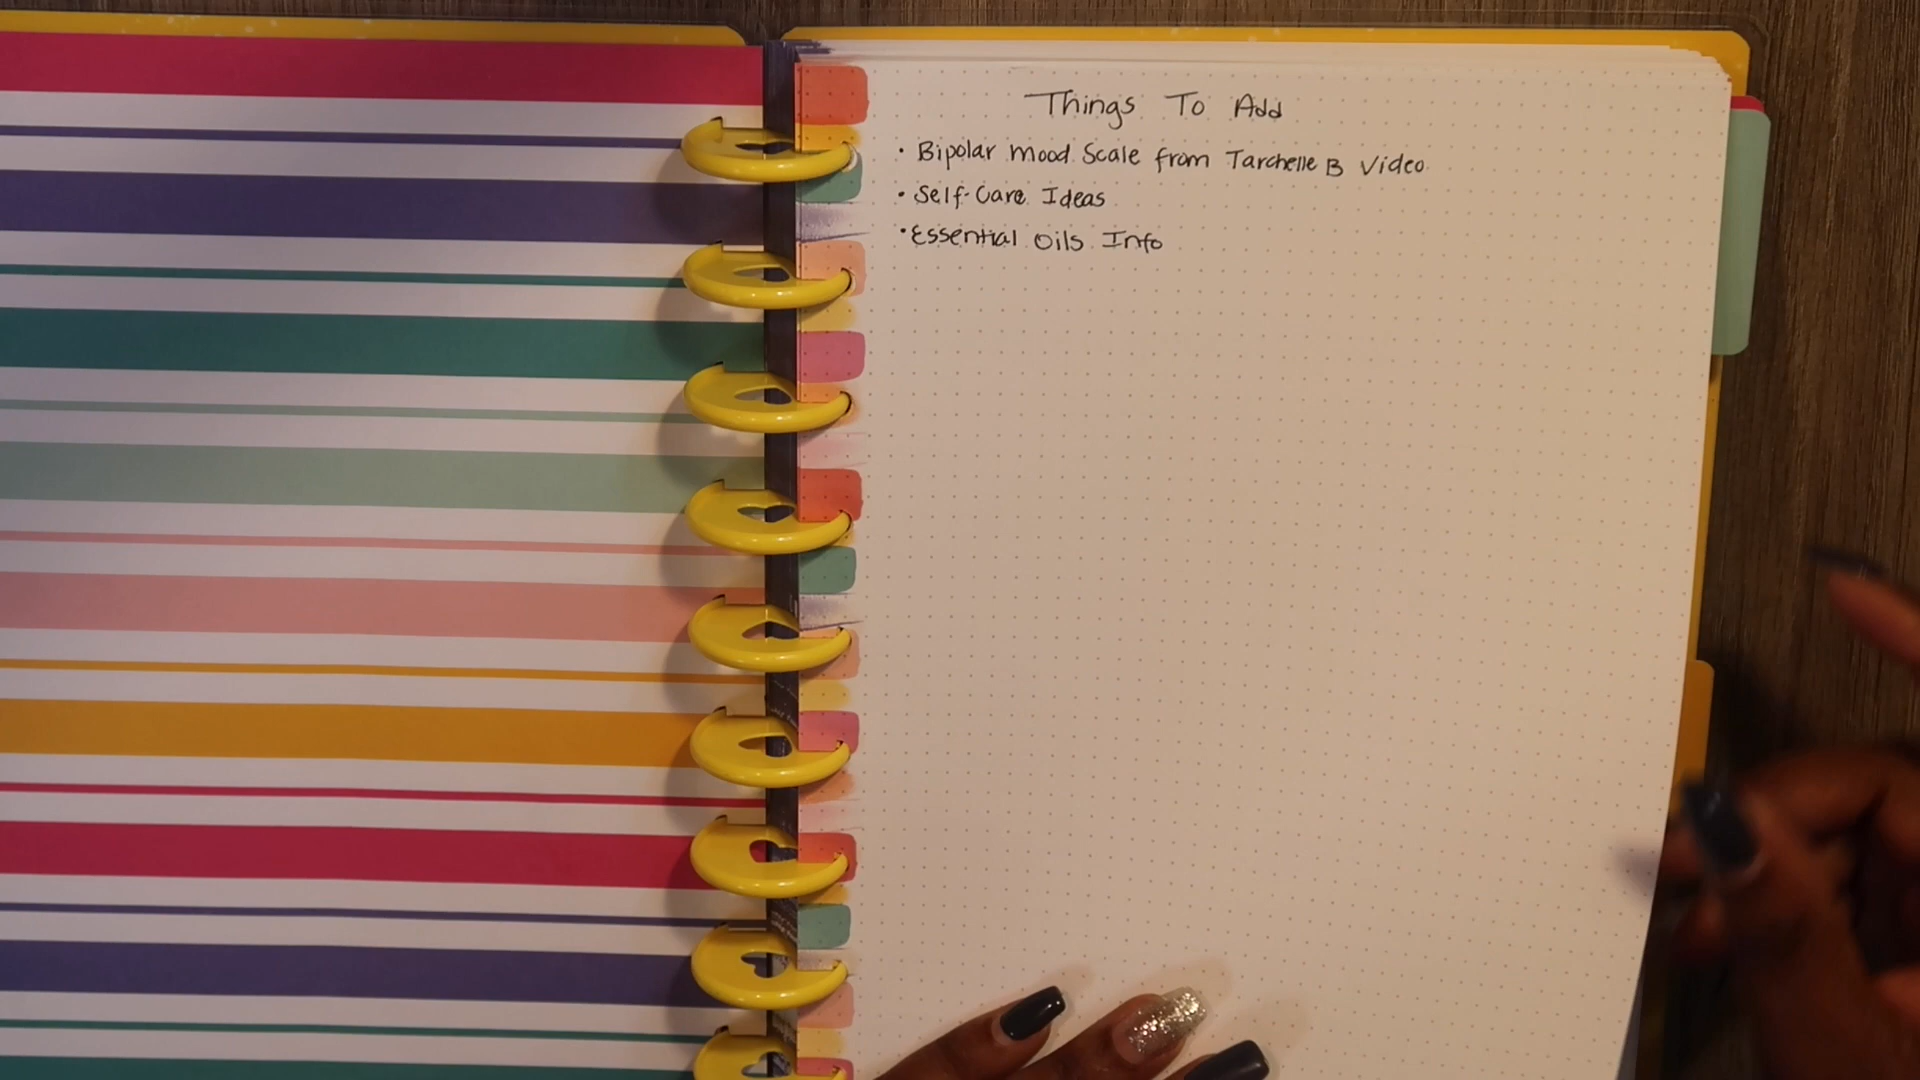 Things To Add
• Bipolar Mood Scale from Tarchelle B Video
• Self-Care Ideas
• Essential Oils Info